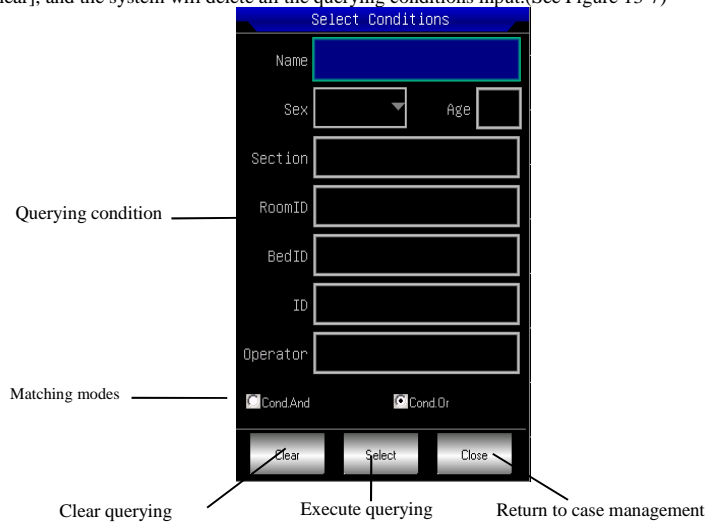 lear], and the system will delete all the querying conditions input.(See Figure 13-7)
Select Conditions
Name
Sex Age
Section
Querying condition RoomID
BedID
ID
Operator
Matching modes Cond.And Cond.Or
Clear Select Close
Clear querying Execute querying Return to case management